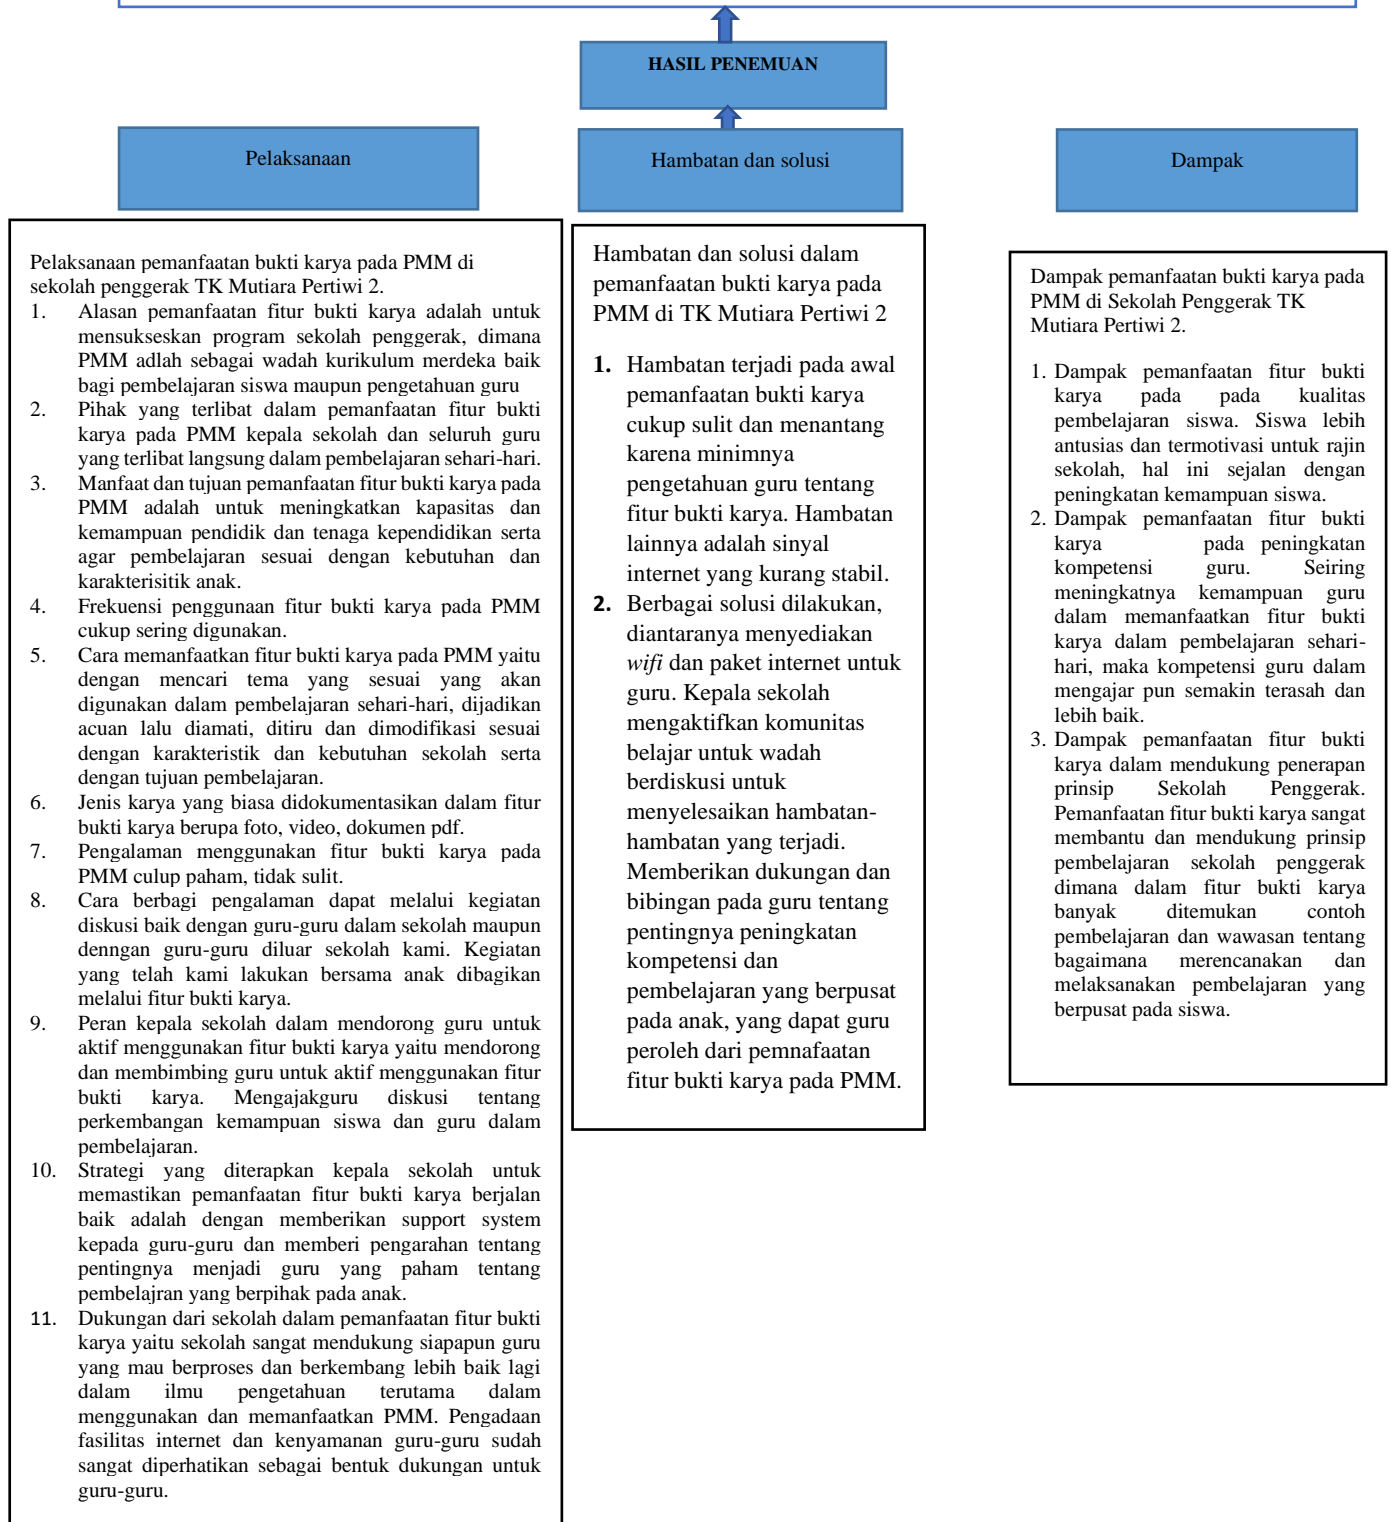 HASIL PENEMUAN
Pelaksanaan
Hambatan dan solusi
Dampak
Pelaksanaan pemanfaatan bukti karya pada PMM di
sekolah penggerak TK Mutiara Pertiwi 2.
1. Alasan pemanfaatan fitur bukti karya adalah untuk
mensukseskan program sekolah penggerak, dimana
PMM adlah sebagai wadah kurikulum merdeka baik
bagi pembelajaran siswa maupun pengetahuan guru
2. Pihak yang terlibat dalam pemanfaatan fitur bukti
karya pada PMM kepala sekolah dan seluruh guru
yang terlibat langsung dalam pembelajaran sehari-hari.
3. Manfaat dan tujuan pemanfaatan fitur bukti karya pada
PMM adalah untuk meningkatkan kapasitas dan
kemampuan pendidik dan tenaga kependidikan serta
agar pembelajaran sesuai dengan kebutuhan dan
karakterisitik anak.
4. Frekuensi penggunaan fitur bukti karya pada PMM
cukup sering digunakan.
5. Cara memanfaatkan fitur bukti karya pada PMM yaitu
dengan mencari tema yang sesuai yang akan
digunakan dalam pembelajaran sehari-hari, dijadikan
acuan lalu diamati, ditiru dan dimodifikasi sesuai
dengan karakteristik dan kebutuhan sekolah serta
dengan tujuan pembelajaran.
6. Jenis karya yang biasa didokumentasikan dalam fitur
bukti karya berupa foto, video, dokumen pdf.
7. Pengalaman menggunakan fitur bukti karya pada
PMM culup paham, tidak sulit.
8. Cara berbagi pengalaman dapat melalui kegiatan
diskusi baik dengan guru-guru dalam sekolah maupun
denngan guru-guru diluar sekolah kami. Kegiatan
yang telah kami lakukan bersama anak dibagikan
melalui fitur bukti karya.
9. Peran kepala sekolah dalam mendorong guru untuk
aktif menggunakan fitur bukti karya yaitu mendorong
dan membimbing guru untuk aktif menggunakan fitur
bukti karya. Mengajakguru diskusi tentang
perkembangan kemampuan siswa dan guru dalam
pembelajaran.
10. Strategi yang diterapkan kepala sekolah untuk
memastikan pemanfaatan fitur bukti karya berjalan
baik adalah dengan memberikan support system
kepada guru-guru dan memberi pengarahan tentang
pentingnya menjadi guru yang paham tentang
pembelajran yang berpihak pada anak.
11. Dukungan dari sekolah dalam pemanfaatan fitur bukti
karya yaitu sekolah sangat mendukung siapapun guru
yang mau berproses dan berkembang lebih baik lagi
dalam ilmu pengetahuan terutama dalam
menggunakan dan memanfaatkan PMM. Pengadaan
fasilitas internet dan kenyamanan guru-guru sudah
sangat diperhatikan sebagai bentuk dukungan untuk
guru-guru.
Hambatan dan solusi dalam
pemanfaatan bukti karya pada
PMM di TK Mutiara Pertiwi 2
1. Hambatan terjadi pada awal
pemanfaatan bukti karya
cukup sulit dan menantang
karena minimnya
pengetahuan guru tentang
fitur bukti karya. Hambatan
lainnya adalah sinyal
internet yang kurang stabil.
2. Berbagai solusi dilakukan,
diantaranya menyediakan
wifi dan paket internet untuk
guru. Kepala sekolah
mengaktifkan komunitas
belajar untuk wadah
berdiskusi untuk
menyelesaikan hambatan-
hambatan yang terjadi.
Memberikan dukungan dan
bibingan pada guru tentang
pentingnya peningkatan
kompetensi dan
pembelajaran yang berpusat
pada anak, yang dapat guru
peroleh dari pemnafaatan
fitur bukti karya pada PMM.
Dampak pemanfaatan bukti karya pada
PMM di Sekolah Penggerak TK
Mutiara Pertiwi 2.
1. Dampak pemanfaatan fitur bukti
karya pada pada kualitas
pembelajaran siswa. Siswa lebih
antusias dan termotivasi untuk rajin
sekolah, hal ini sejalan dengan
peningkatan kemampuan siswa.
2. Dampak pemanfaatan fitur bukti
karya pada peningkatan
kompetensi guru. Seiring
meningkatnya kemampuan guru
dalam memanfaatkan fitur bukti
karya dalam pembelajaran sehari-
hari, maka kompetensi guru dalam
mengajar pun semakin terasah dan
lebih baik.
3. Dampak pemanfaatan fitur bukti
karya dalam mendukung penerapan
prinsip Sekolah Penggerak.
Pemanfaatan fitur bukti karya sangat
membantu dan mendukung prinsip
pembelajaran sekolah penggerak
dimana dalam fitur bukti karya
banyak ditemukan contoh
pembelajaran dan wawasan tentang
bagaimana merencanakan dan
melaksanakan pembelajaran yang
berpusat pada siswa.